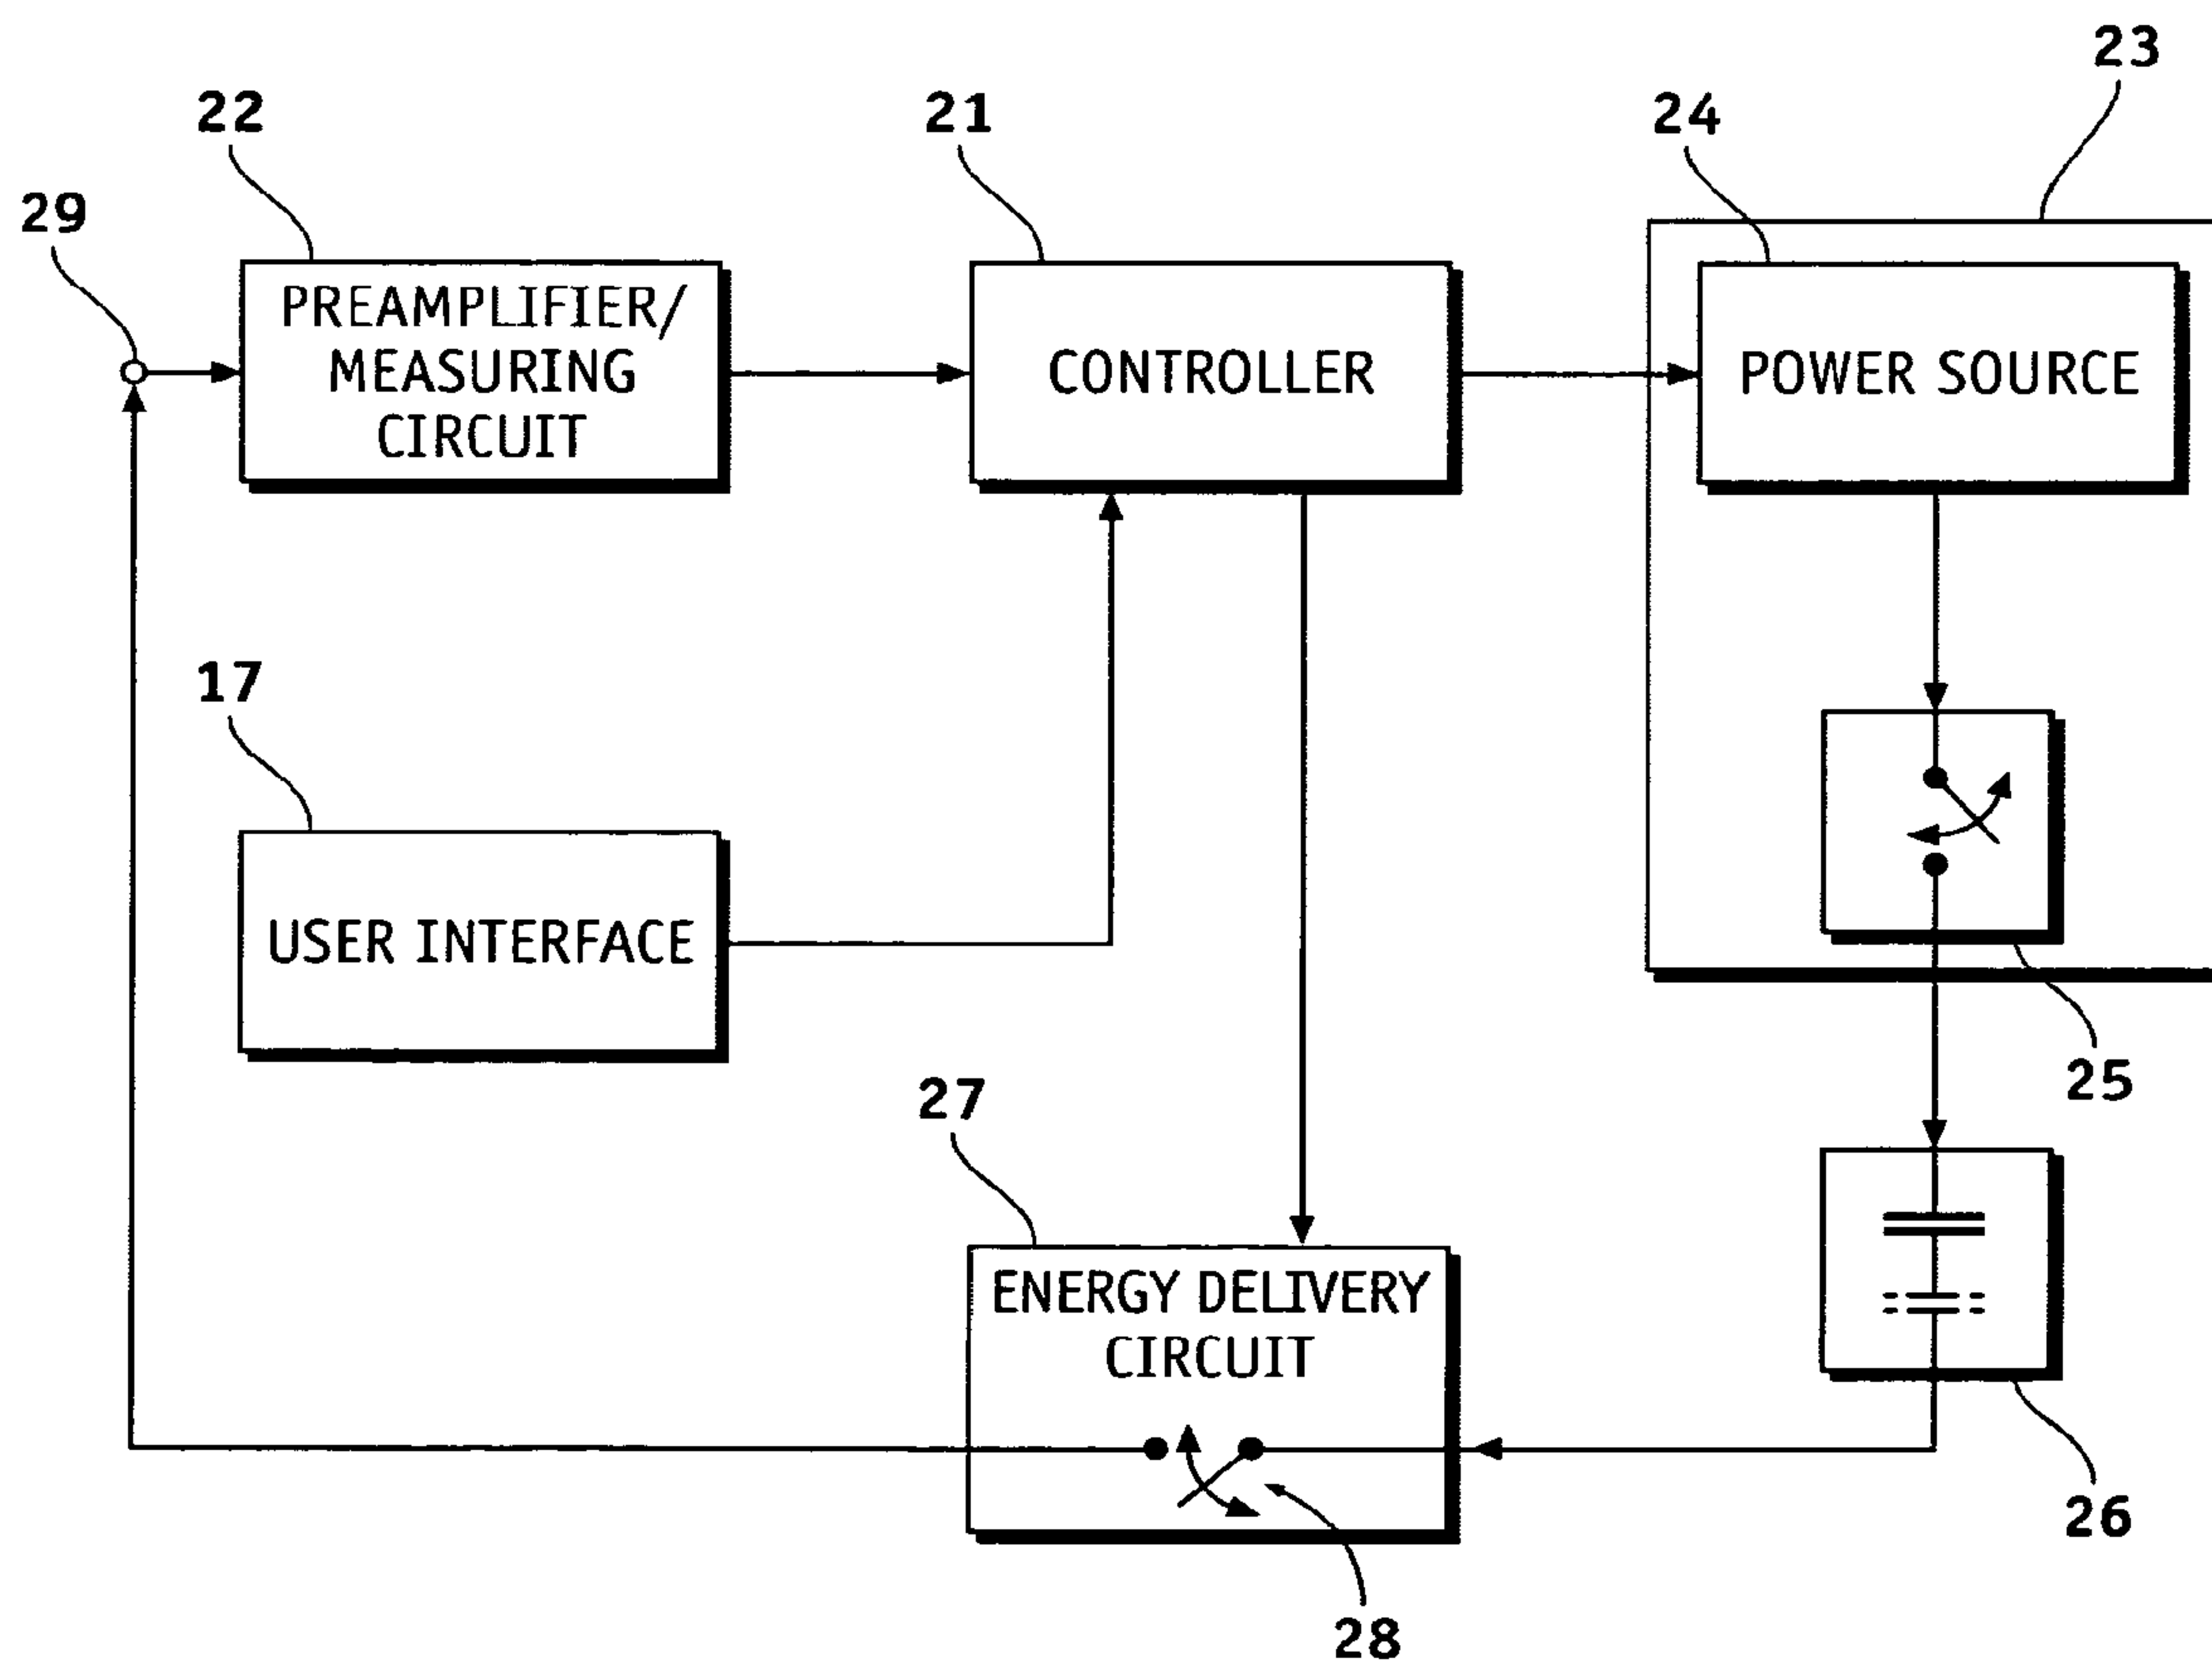 23
22
21
24
29
PREAMPLIFIER/
MEASURING
CIRCUIT
CONTROLLER
POWER SOURCE
17
USER INTERFACE
25
27
ENERGY DELIVERY
CIRCUIT
26
28